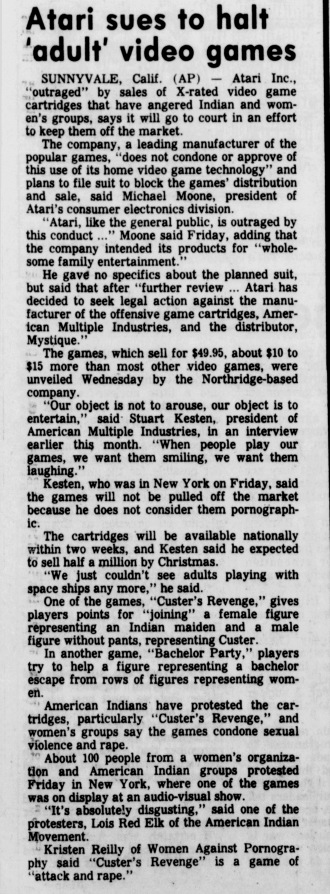 Atari sues to halt
'adult' video games
SUNNYVALE, Calif. (AP) — Atari Inc.,
"outraged" by sales of X-rated video game
cartridges that have angered Indian and wom-
en's groups, says it will go to court in an effort
to keep them off the market.
The company, a leading manufacturer of the
popular games, "does not condone or approve of
this use of its home video game technology" and
plans to file suit to block the games' distribution
and sale, said Michael Moone, president of
Atari's consumer electronics division.
"Atari, like the general public, is outraged by
this conduct ..." Moone said Friday, adding that
the company intended its products for "whole-
some family entertainment."
He gave no specifics about the planned suit,
but said that after "further review ... Atari has
decided to seek legal action against the manu-
facturer of the offensive game cartridges, Amer-
ican Multiple Industries, and the distributor,
Mystique."
The games, which sell for $49.95, about $10 to
$15 more than most other video games, were
unveiled Wednesday by the Northridge-based
company.
"Our object is not to arouse, our object is to
entertain," said Stuart Kesten, president of
American Multiple Industries, in an interview
earlier this month. "When people play our
games, we want them smiling, we want them
laughing."
Kesten, who was in New York on Friday, said
the games will not be pulled off the market
because he does not consider them pornograph-
ic.
The cartridges will be available nationally
within two weeks, and Kesten said he expected
to sell half a million by Christmas.
"We just couldn't see adults playing with
space ships any more," he said.
One of the games, "Custer's Revenge," gives
players points for "joining" a female figure
representing an Indian maiden and a male
figure without pants, representing Custer.
In another game, "Bachelor Party," players
try to help a figure representing a bachelor
escape from rows of figures representing wom-
en.
American Indians have protested the car-
tridges, particularly "Custer's Revenge," and
women's groups say the games condone sexual
violence and rape.
About 100 people from a women's organiza-
tion and American Indian groups protested
Friday in New York, where one of the games
was on display at an audio-visual show.
"It's absolutely disgusting," said one of the
protesters, Lois Red Elk of the American Indian
Movement.
Kristen Reilly of Women Against Pornogra-
phy said "Custer's Revenge" is a game of
"attack and rape."